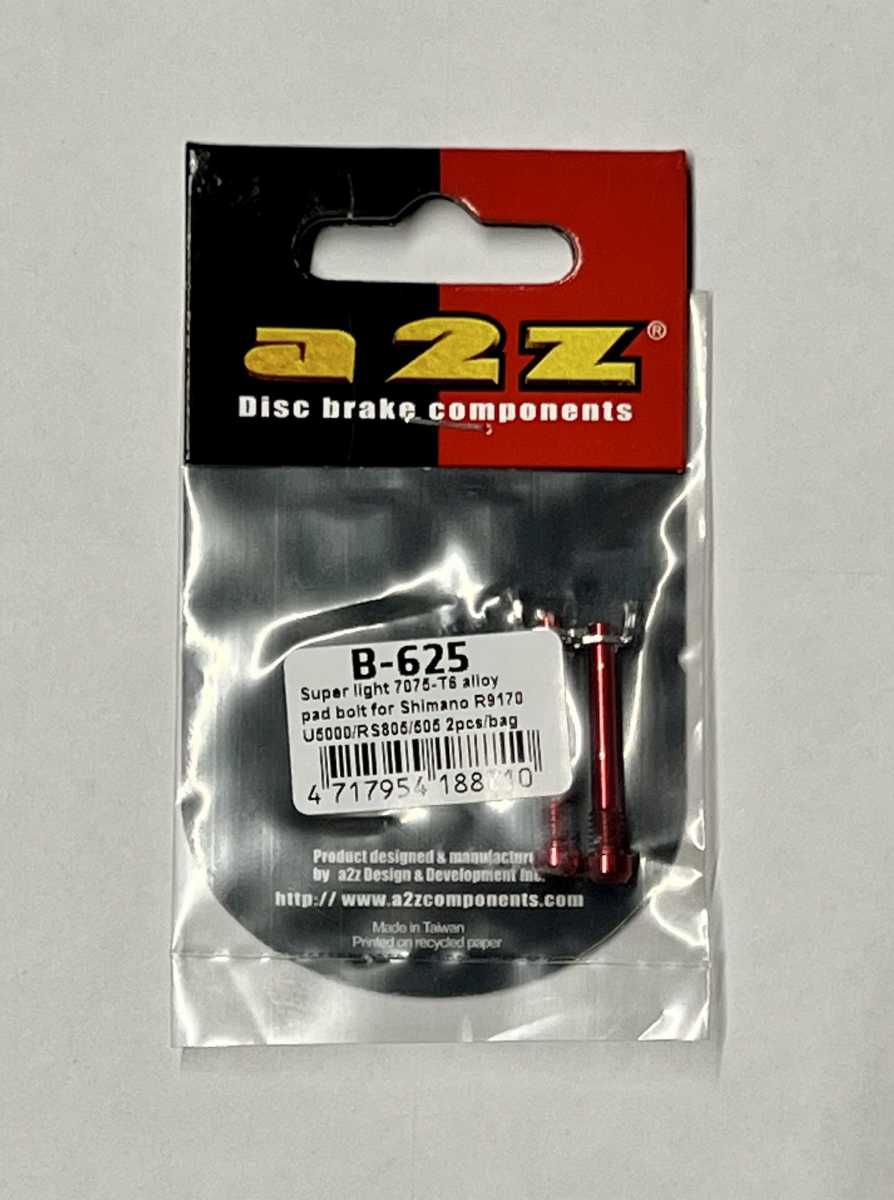 a2z®
Disc brake components
B-625
Super light 7075-T6 alloy
pad bolt for Shimano R9170
U5000/RS805/505 2pcs/bag
4 717954
Product designed & manufactur
by a2z Design & Development Inc.
http:// www.a2zcomponents.com
Made in Taiwan
Printed on recycled paper